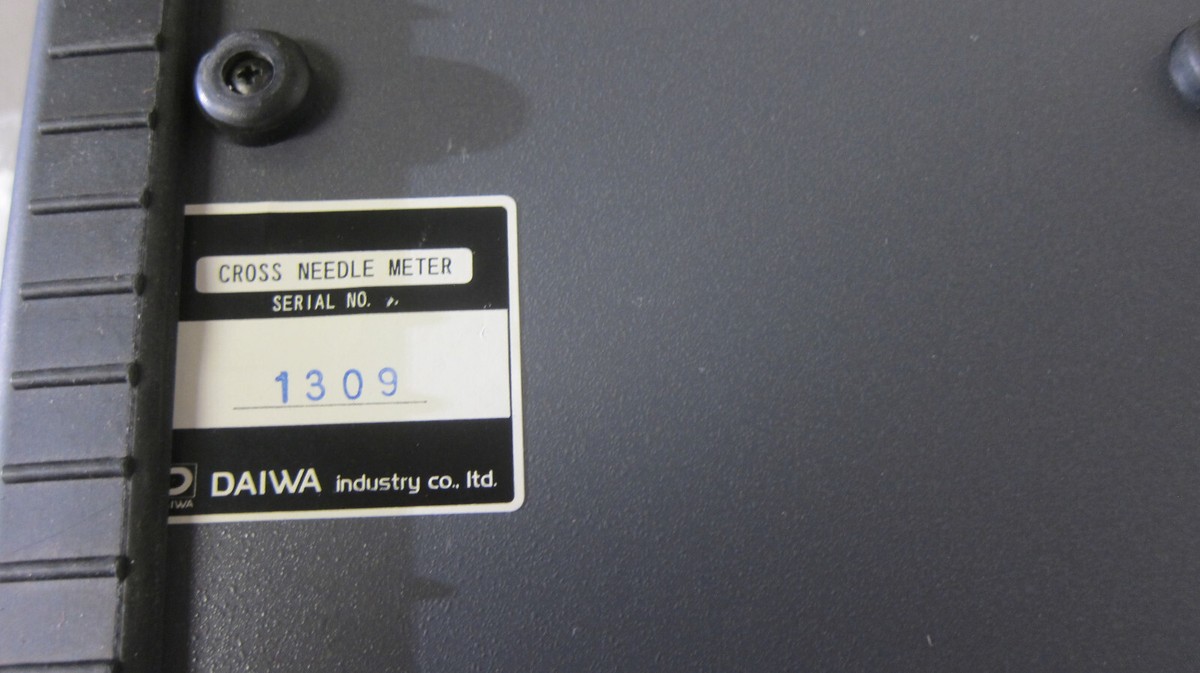 CROSS NEEDLE METER
SERIAL NO.
1309
DAIWA industry co., ltd.